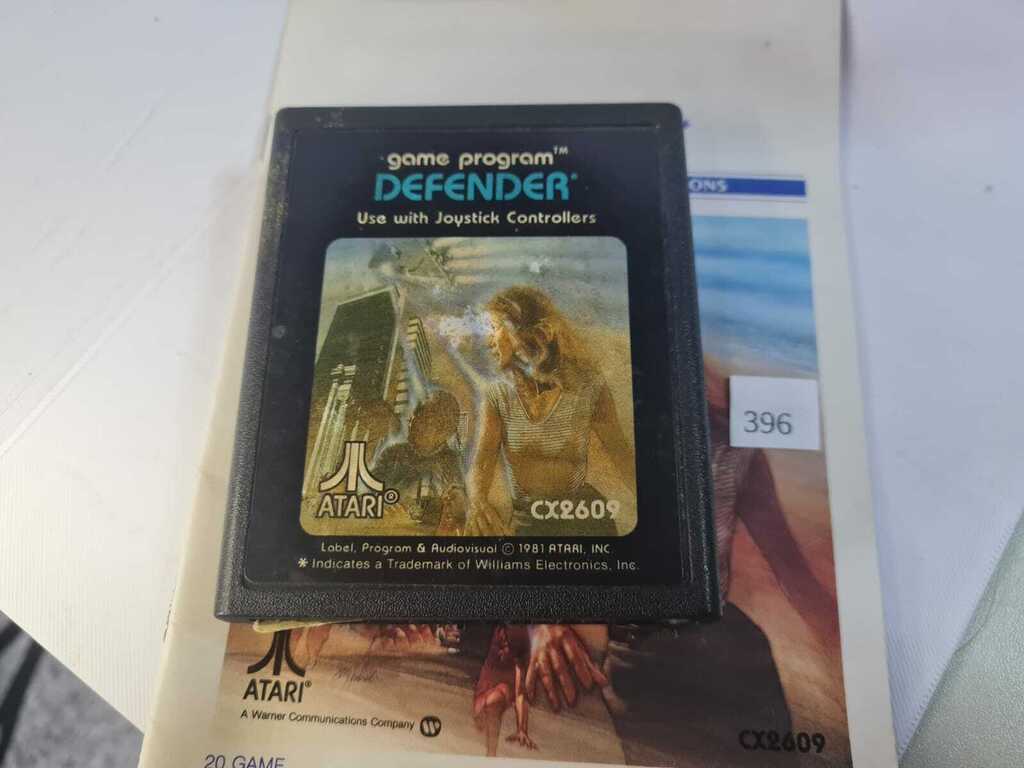 game program™
DEFENDER*
Use with Joystick Controllers
ATARI®
CX2609
Label, Program & Audiovisual © 1981 ATARI, INC.
* Indicates a Trademark of Williams Electronics, Inc.
ONS
396
ATARI®
A Warner Communications Company
CX2609
20 GAME